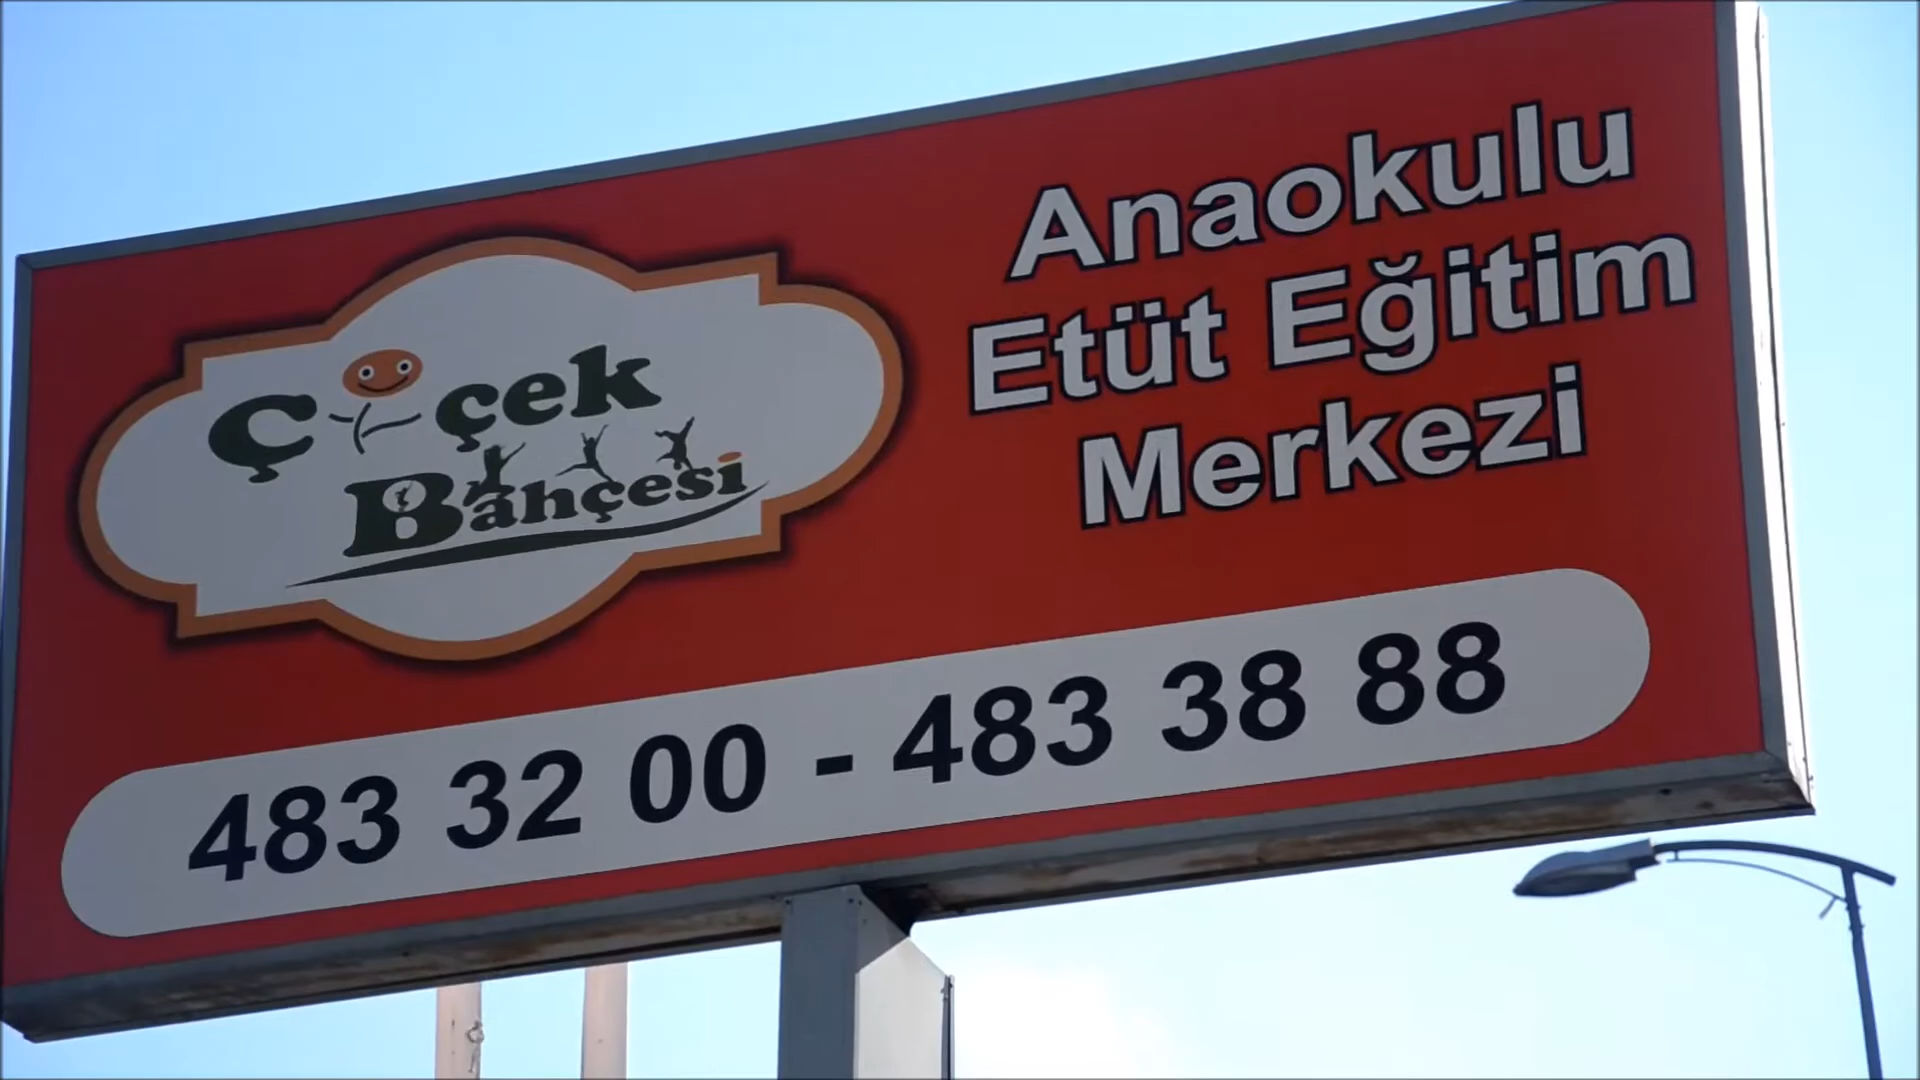 Çiçek
Bahçesi
Anaokulu
Etüt Eğitim
Merkezi
483 32 00 - 483 38 88